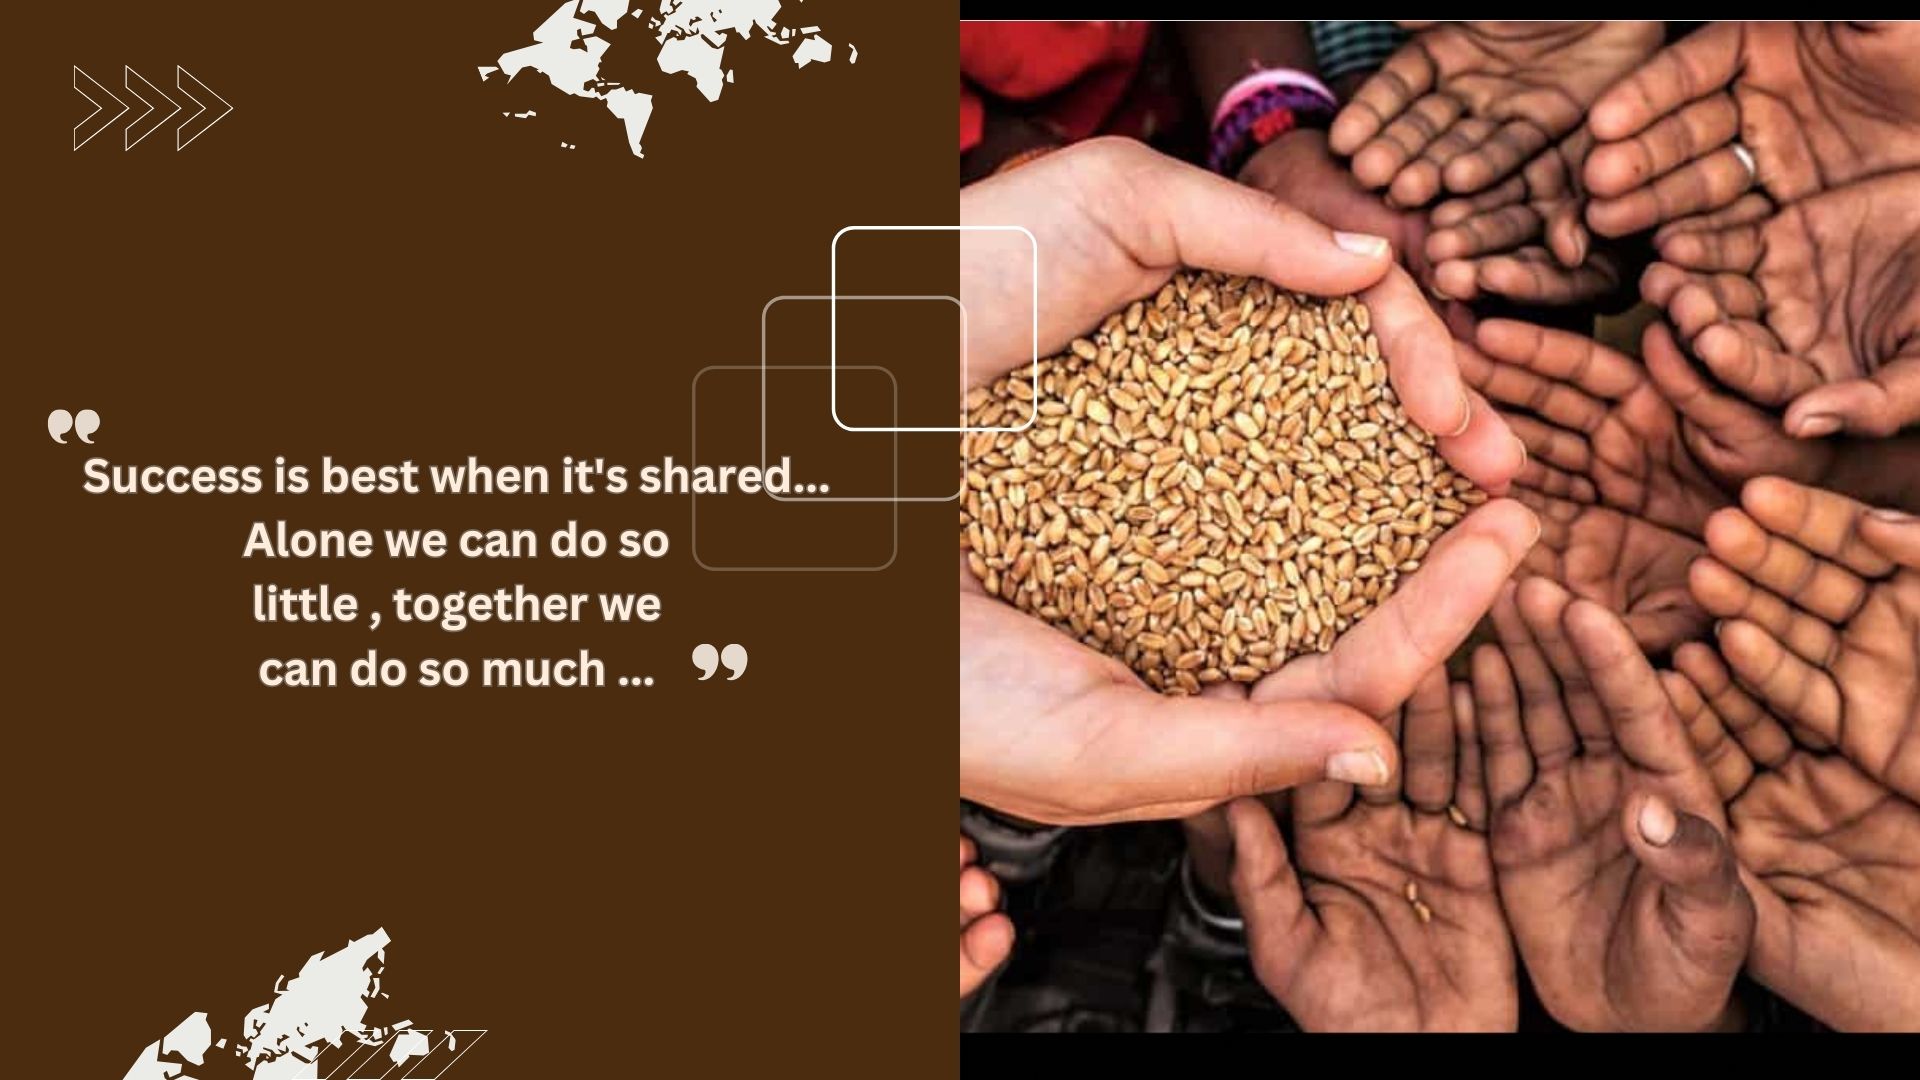 ❞
Success is best when it's shared...
Alone we can do so
little , together we
can do so much ... ❞